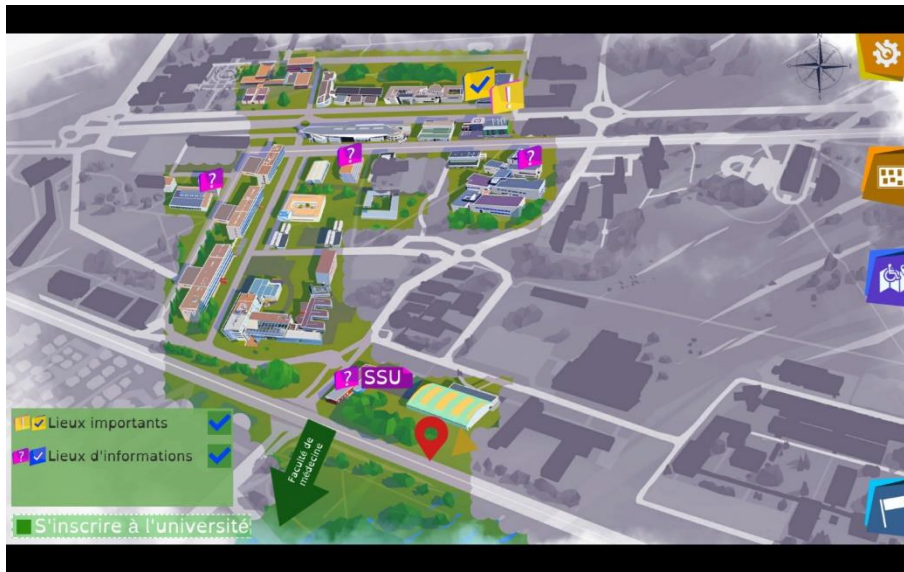 SSU
Lieux importants
Lieux d'informations
Faculté de
médecine
S'inscrire à l'université